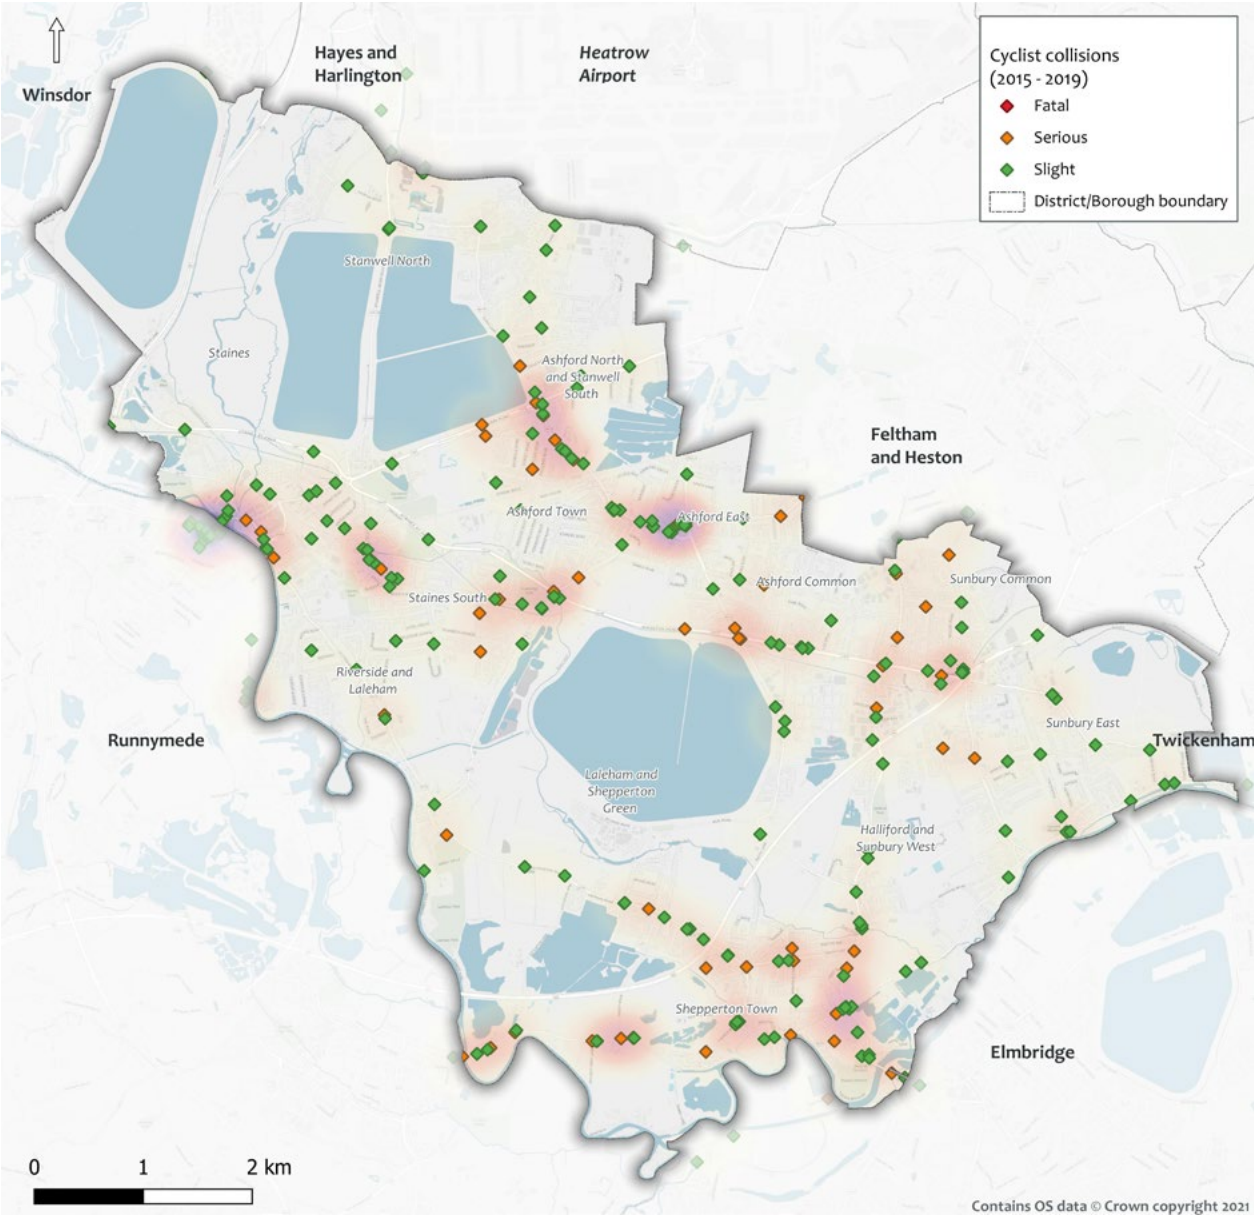 Hayes and
Harlington
Heatrow
Airport
Winsdor
Cyclist collisions
(2015 - 2019)
Fatal
Serious
Slight
District/Borough boundary
Stanwell North
Staines
Ashford North
and Stanwell
South
Feltham
and Heston
Ashford Town
Ashford East
Ashford Common
Sunbury Common
Staines South
Riverside and
Laleham
Sunbury East
Runnymede
Twickenham
Laleham and
Shepperton
Green
Halliford and
Sunbury West
Shepperton Town
Elmbridge
0 1 2 km
Contains OS data © Crown copyright 2021